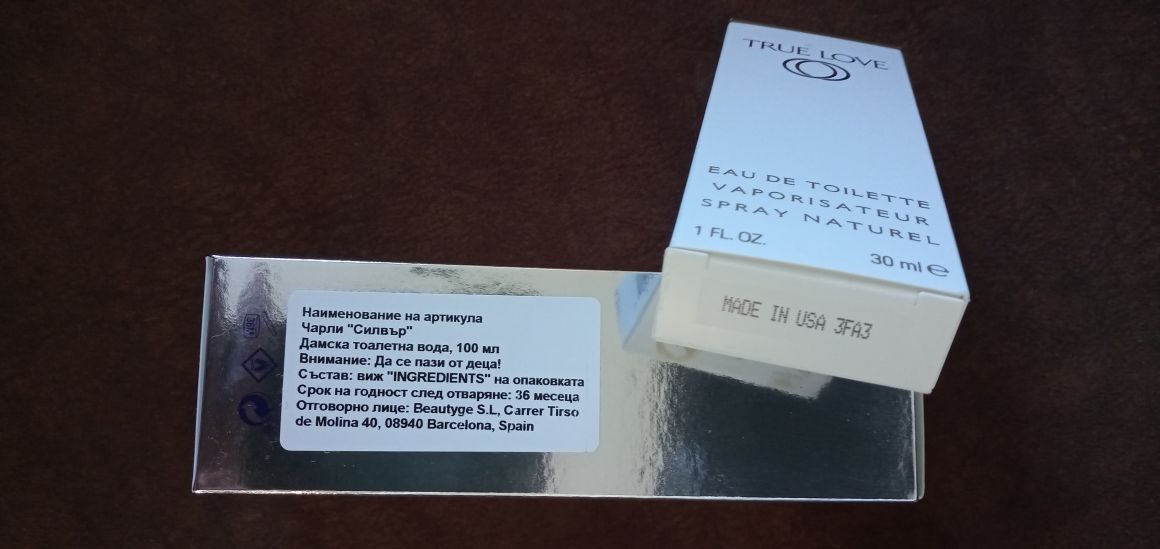 TRUE LOVE
EAU DE TOILETTE
VAPORISATEUR
SPRAY NATUREL
1 FL. OZ.
30 ml ℮
MADE IN USA 3FA3
Наименование на артикула
Чарли "Силвър"
Дамска тоалетна вода, 100 мл
Внимание: Да се пази от деца!
Състав: виж "INGREDIENTS" на опаковката
Срок на годност след отваряне: 36 месеца
Отговорно лице: Beautyge S.L, Carrer Tirso
de Molina 40, 08940 Barcelona, Spain